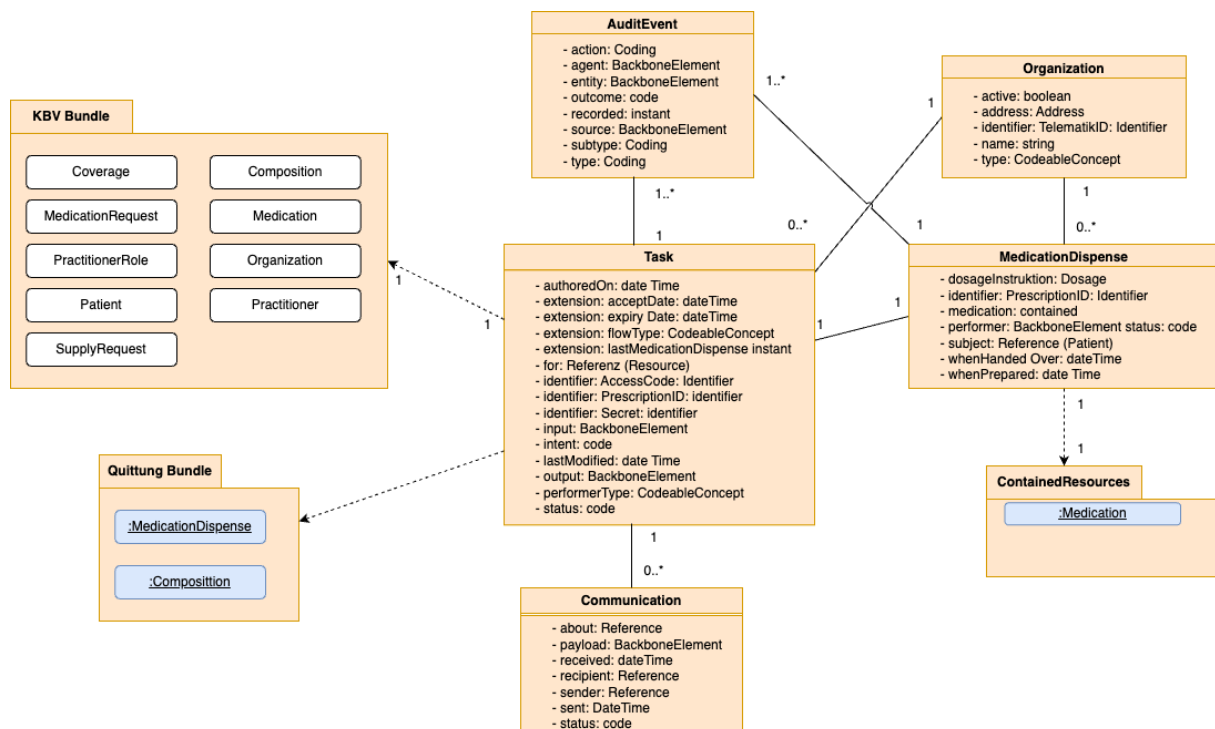 AuditEvent
- action: Coding
- agent: BackboneElement
- entity: BackboneElement
- outcome: code
- recorded: instant
- source: BackboneElement
- subtype: Coding
- type: Coding
1..*
1..*
1
Organization
- active: boolean
- address: Address
- identifier: TelematikID: Identifier
- name: string
- type: CodeableConcept
1
1
0..*
0..*
1
KBV Bundle
Coverage
Composition
MedicationRequest
Medication
PractitionerRole
Organization
Patient
Practitioner
SupplyRequest
1
1
Task
- authoredOn: date Time
- extension: acceptDate: dateTime
- extension: expiry Date: dateTime
- extension: flowType: CodeableConcept
- extension: lastMedicationDispense instant
- for: Referenz (Resource)
- identifier: AccessCode: Identifier
- identifier: PrescriptionID: identifier
- identifier: Secret: identifier
- input: BackboneElement
- intent: code
- lastModified: date Time
- output: BackboneElement
- performerType: CodeableConcept
- status: code
1
1
MedicationDispense
- dosageInstruktion: Dosage
- identifier: PrescriptionID: Identifier
- medication: contained
- performer: BackboneElement status: code
- subject: Reference (Patient)
- whenHanded Over: dateTime
- whenPrepared: date Time
1
1
ContainedResources
:Medication
Quittung Bundle
:MedicationDispense
:Composittion
1
0..*
Communication
- about: Reference
- payload: BackboneElement
- received: dateTime
- recipient: Reference
- sender: Reference
- sent: DateTime
- status: code